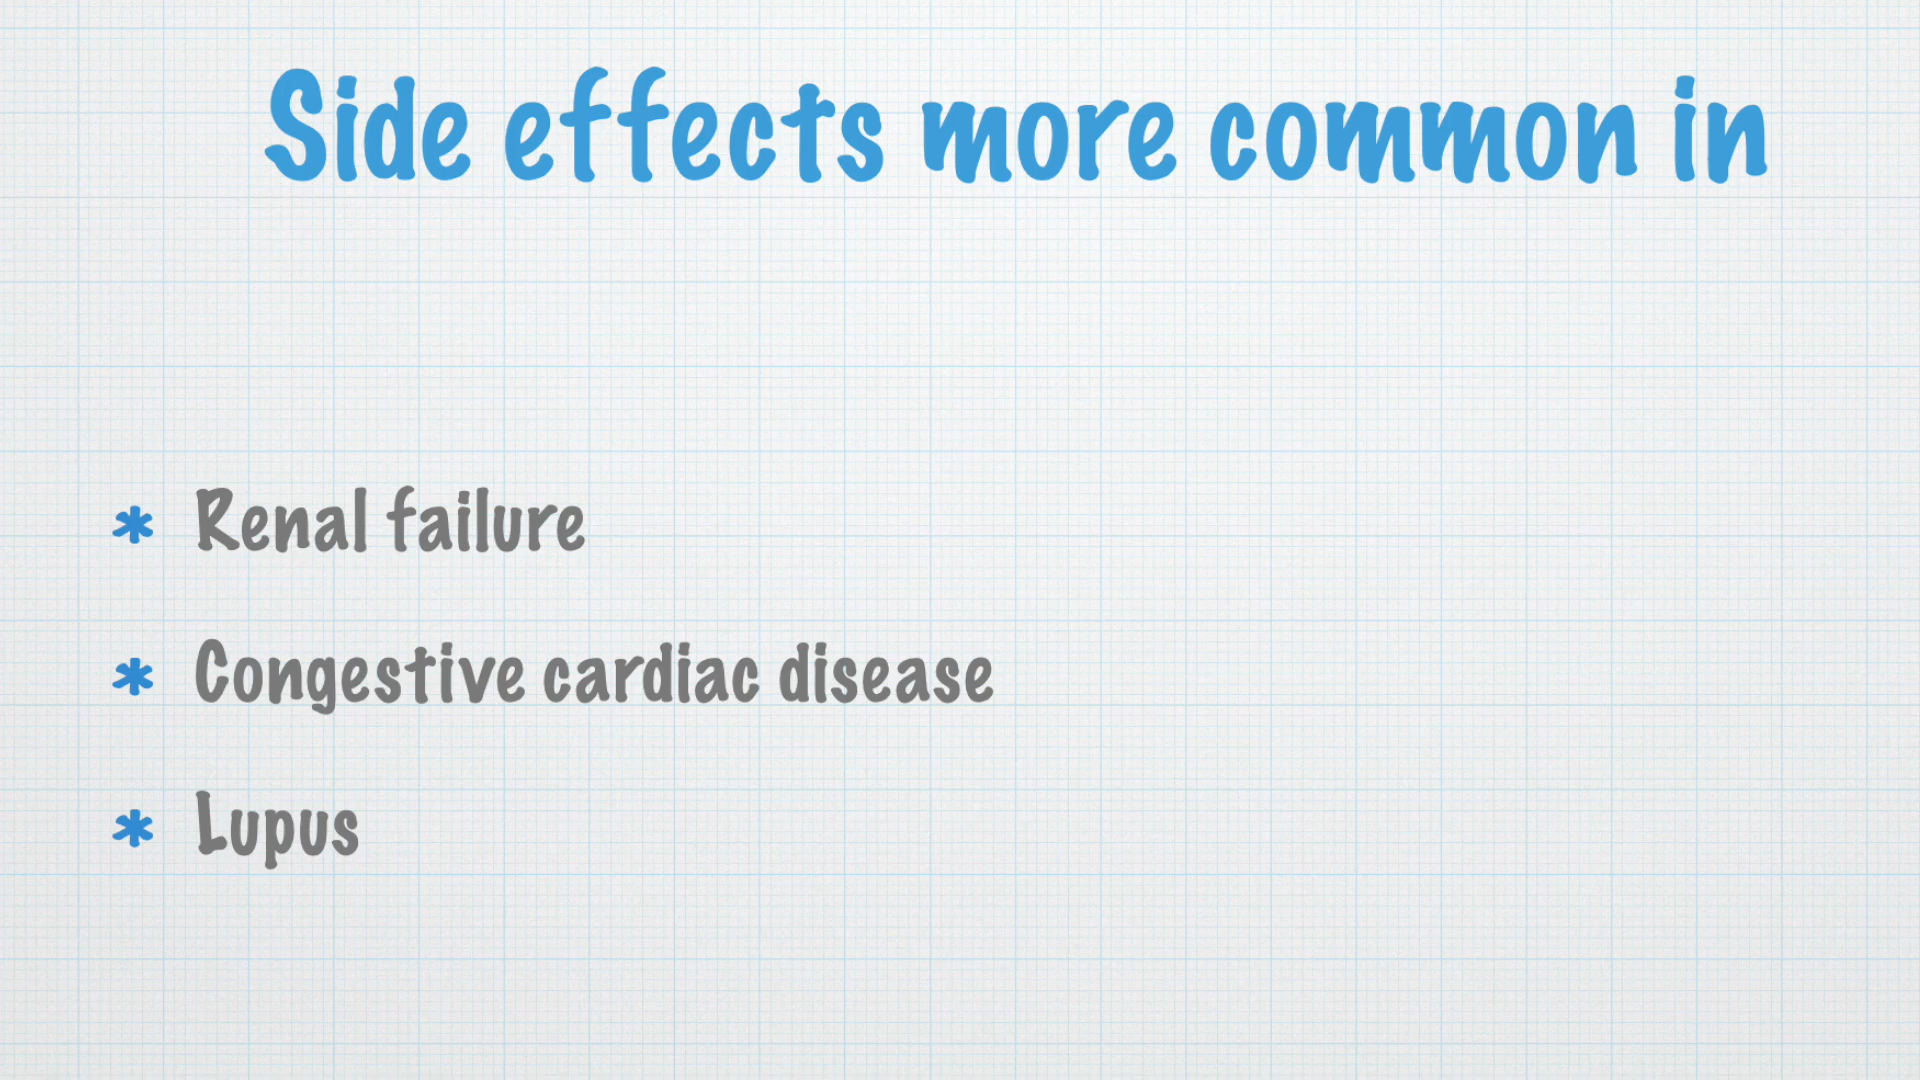 Side effects more common in
* Renal failure
* Congestive cardiac disease
* Lupus